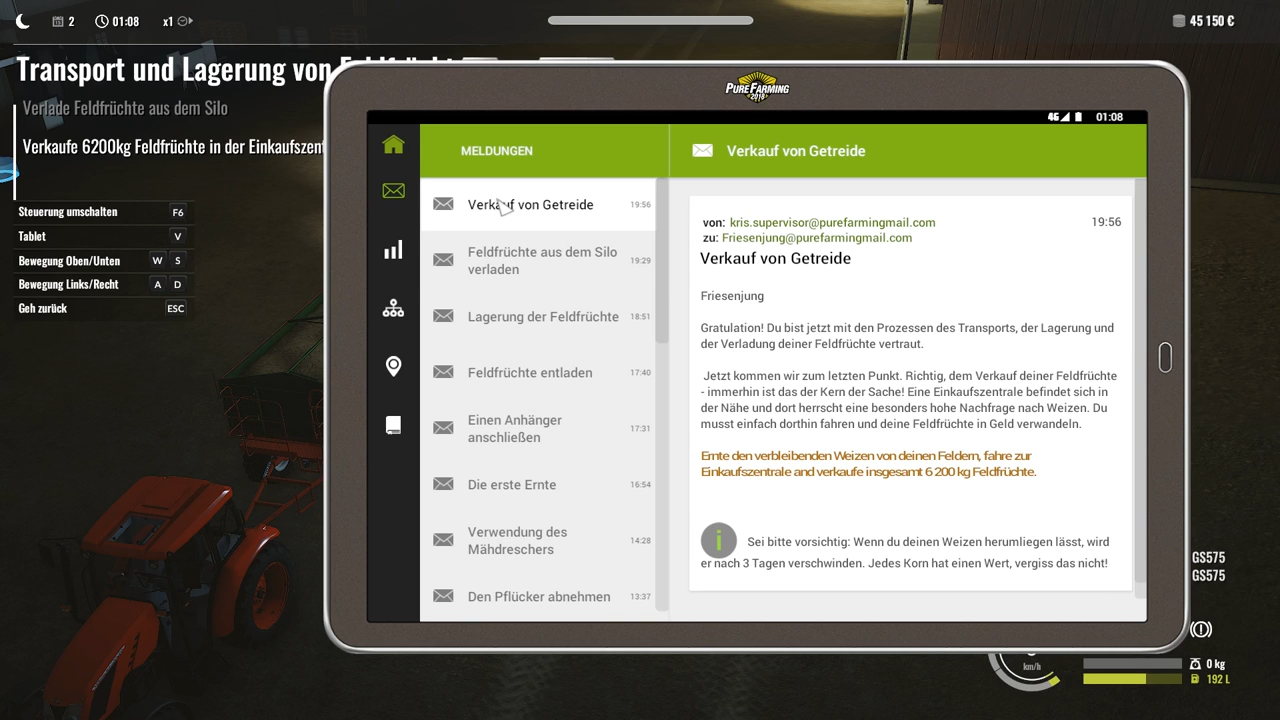 2
01:08
x1
45 150 €
Transport und Lagerung von
Verlade Feldfrüchte aus dem Silo
Verkaufe 6200kg Feldfrüchte in der Einkaufszent
Steuerung umschalten F6
Tablet V
Bewegung Oben/Unten W S
Bewegung Links/Recht A D
Geh zurück ESC
PURE FARMING
2018
4G 01:08
MELDUNGEN
Verkauf von Getreide 19:56
Feldfrüchte aus dem Silo
verladen 19:29
Lagerung der Feldfrüchte 18:51
Feldfrüchte entladen 17:40
Einen Anhänger
anschließen 17:31
Die erste Ernte 16:54
Verwendung des
Mähdreschers 14:28
Den Pflücker abnehmen 13:37
Verkauf von Getreide
von: kris.supervisor@purefarmingmail.com 19:56
zu: Friesenjung@purefarmingmail.com
Verkauf von Getreide
Friesenjung
Gratulation! Du bist jetzt mit den Prozessen des Transports, der Lagerung und
der Verladung deiner Feldfrüchte vertraut.
Jetzt kommen wir zum letzten Punkt. Richtig, dem Verkauf deiner Feldfrüchte
- immerhin ist das der Kern der Sache! Eine Einkaufszentrale befindet sich in
der Nähe und dort herrscht eine besonders hohe Nachfrage nach Weizen. Du
musst einfach dorthin fahren und deine Feldfrüchte in Geld verwandeln.
Ernte den verbleibenden Weizen von deinen Feldern, fahre zur
Einkaufszentrale and verkaufe insgesamt 6 200 kg Feldfrüchte.
Sei bitte vorsichtig: Wenn du deinen Weizen herumliegen lässt, wird
er nach 3 Tagen verschwinden. Jedes Korn hat einen Wert, vergiss das nicht!
GS575
GS575
km/h
0 kg
192 L